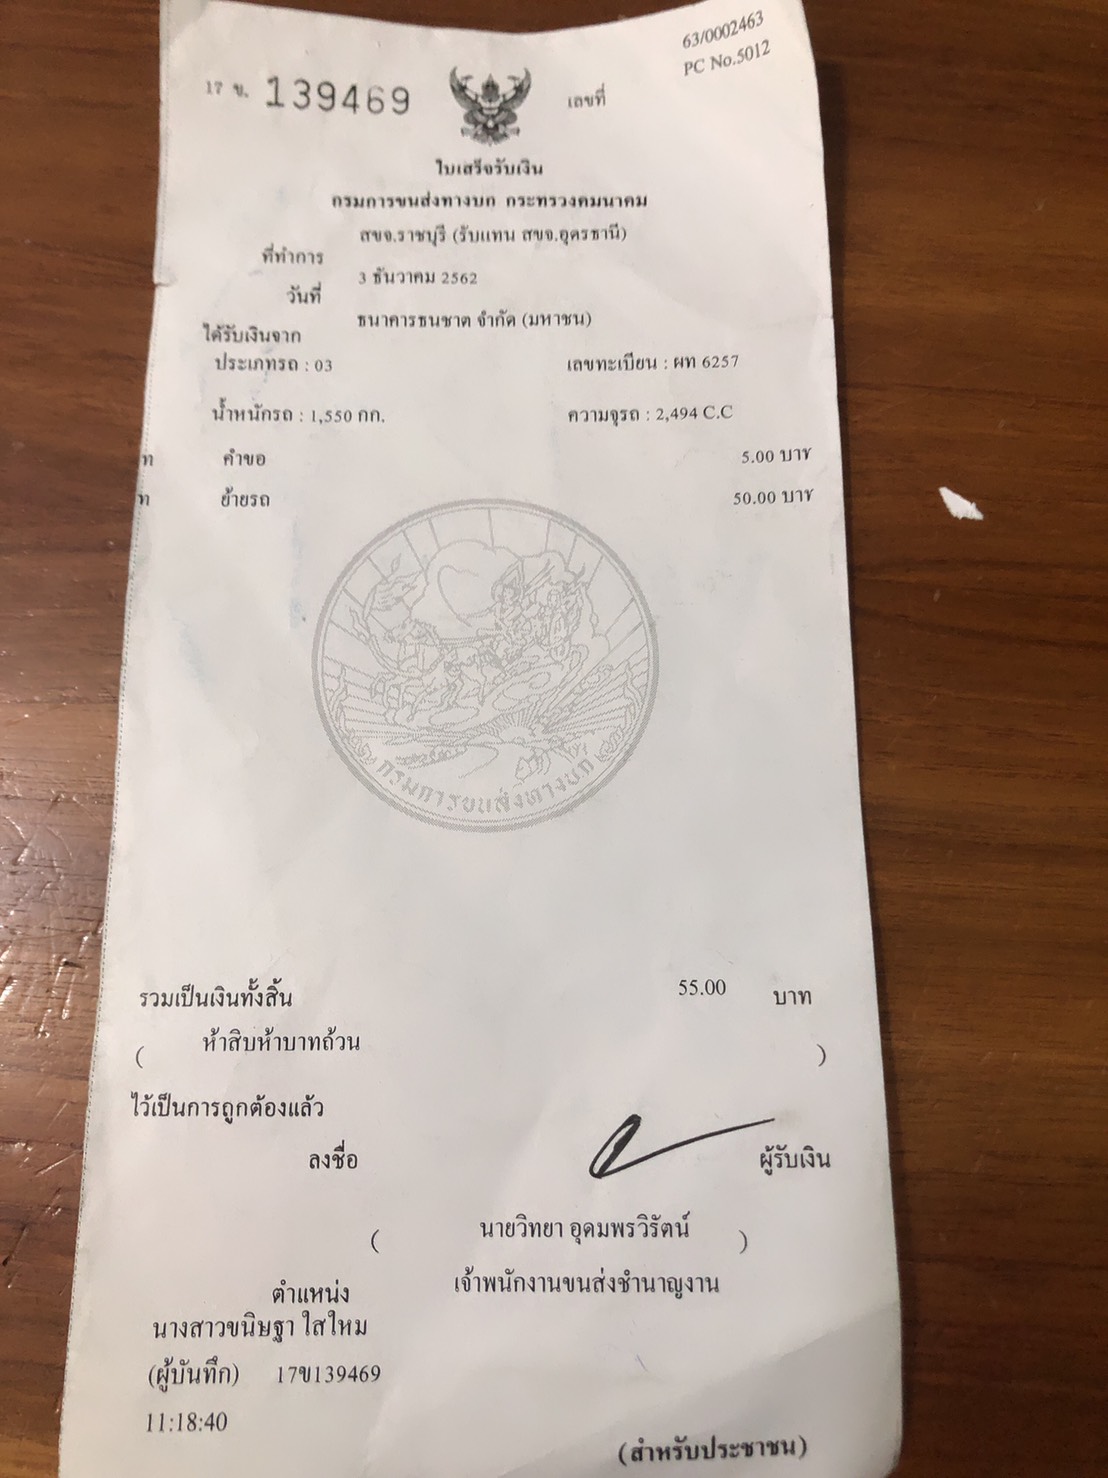 63/0002463
PC No.5012
17 ข. 139469 เลขที่
ใบเสร็จรับเงิน
กรมการขนส่งทางบก กระทรวงคมนาคม
สขจ.ราชบุรี (รับแทน สขจ.อุดรธานี)
ที่ทำการ
3 ธันวาคม 2562
วันที่
ธนาคารธนชาต จำกัด (มหาชน)
ได้รับเงินจาก
ประเภทรถ : 03 เลขทะเบียน : ผท 6257
น้ำหนักรถ : 1,550 กก. ความจุรถ : 2,494 C.C
ท คำขอ 5.00 บาท
ท ย้ายรถ 50.00 บาท
กรมการขนส่งทางบก
รวมเป็นเงินทั้งสิ้น 55.00 บาท
( ห้าสิบห้าบาทถ้วน )
ไว้เป็นการถูกต้องแล้ว
ลงชื่อ ผู้รับเงิน
( นายวิทยา อุดมพรวิรัตน์ )
ตำแหน่ง เจ้าพนักงานขนส่งชำนาญงาน
นางสาวขนิษฐา ใสใหม
(ผู้บันทึก) 17ข139469
11:18:40
(สำหรับประชาชน)